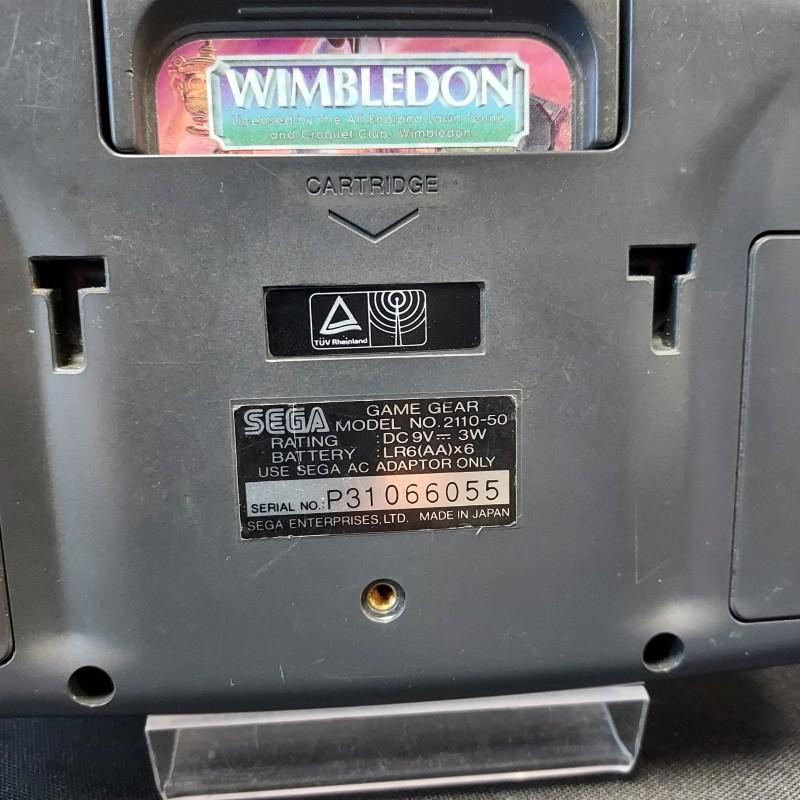 WIMBLEDON
Licensed by The All England Lawn Tennis
and Croquet Club, Wimbledon
CARTRIDGE
TÜV Rheinland
SEGA GAME GEAR
MODEL NO. 2110-50
RATING : DC 9V⎓ 3W
BATTERY : LR6(AA)x6
USE SEGA AC ADAPTOR ONLY
SERIAL NO.: P31066055
SEGA ENTERPRISES, LTD. MADE IN JAPAN